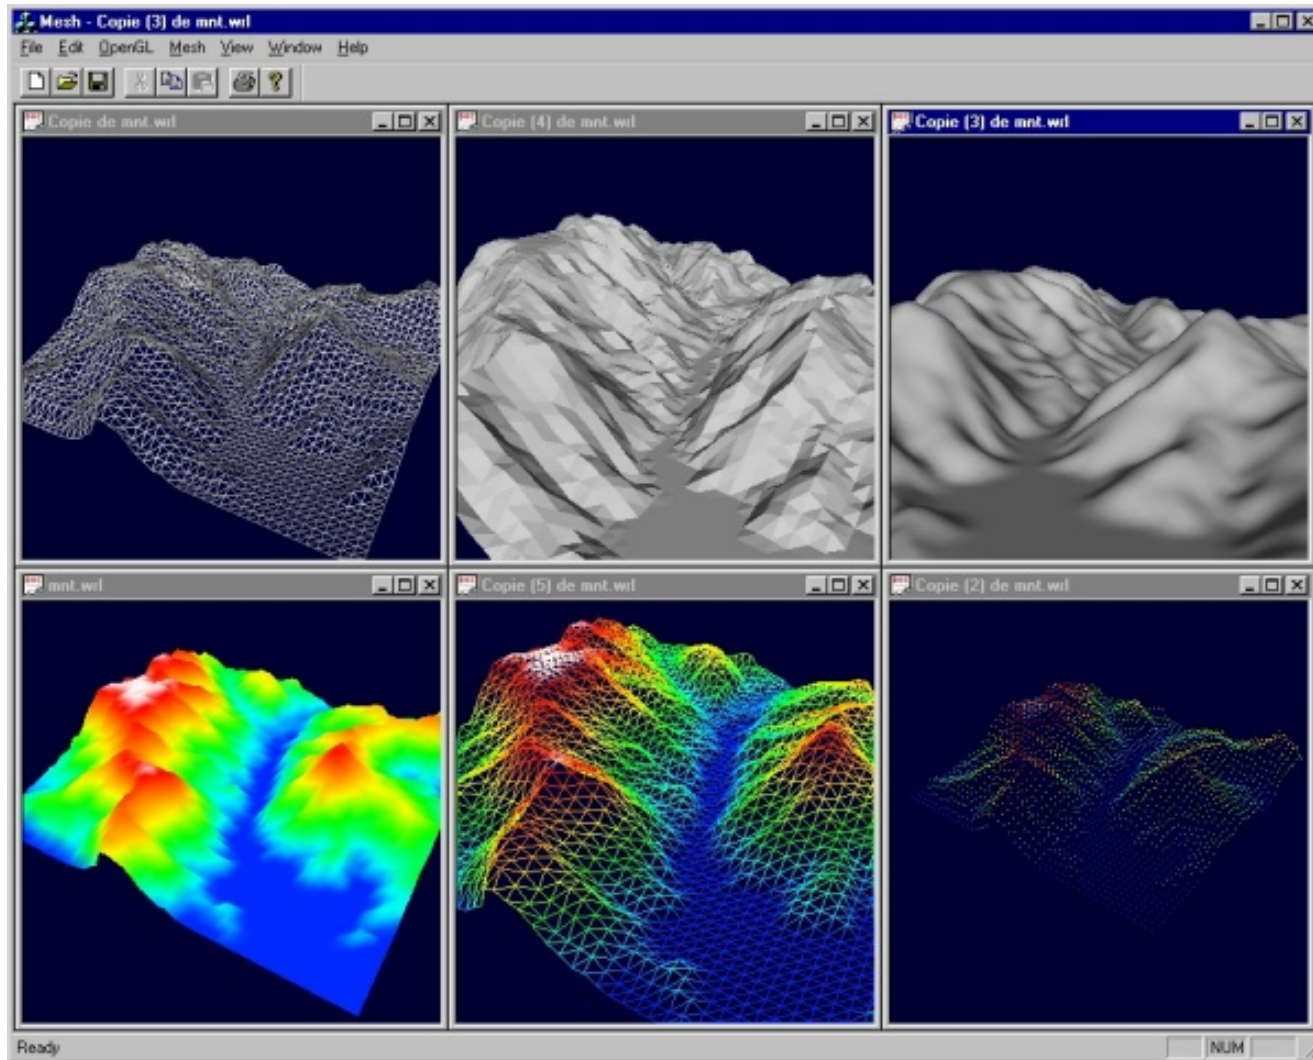 Mesh - Copie (3) de mnt.wrl
File Edit OpenGL Mesh View Window Help
Copie de mnt.wrl
Copie (4) de mnt.wrl
Copie (3) de mnt.wrl
mnt.wrl
Copie (5) de mnt.wrl
Copie (2) de mnt.wrl
Ready
NUM